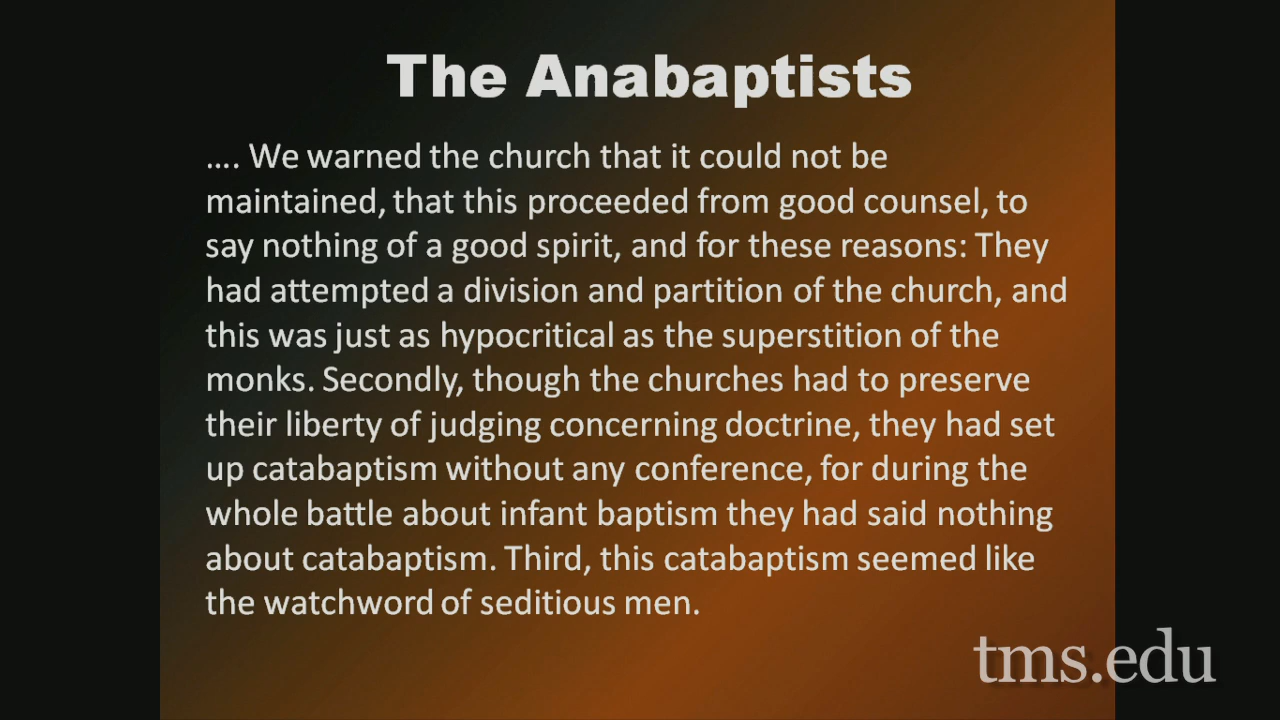 The Anabaptists
…. We warned the church that it could not be
maintained, that this proceeded from good counsel, to
say nothing of a good spirit, and for these reasons: They
had attempted a division and partition of the church, and
this was just as hypocritical as the superstition of the
monks. Secondly, though the churches had to preserve
their liberty of judging concerning doctrine, they had set
up catabaptism without any conference, for during the
whole battle about infant baptism they had said nothing
about catabaptism. Third, this catabaptism seemed like
the watchword of seditious men.
tms.edu